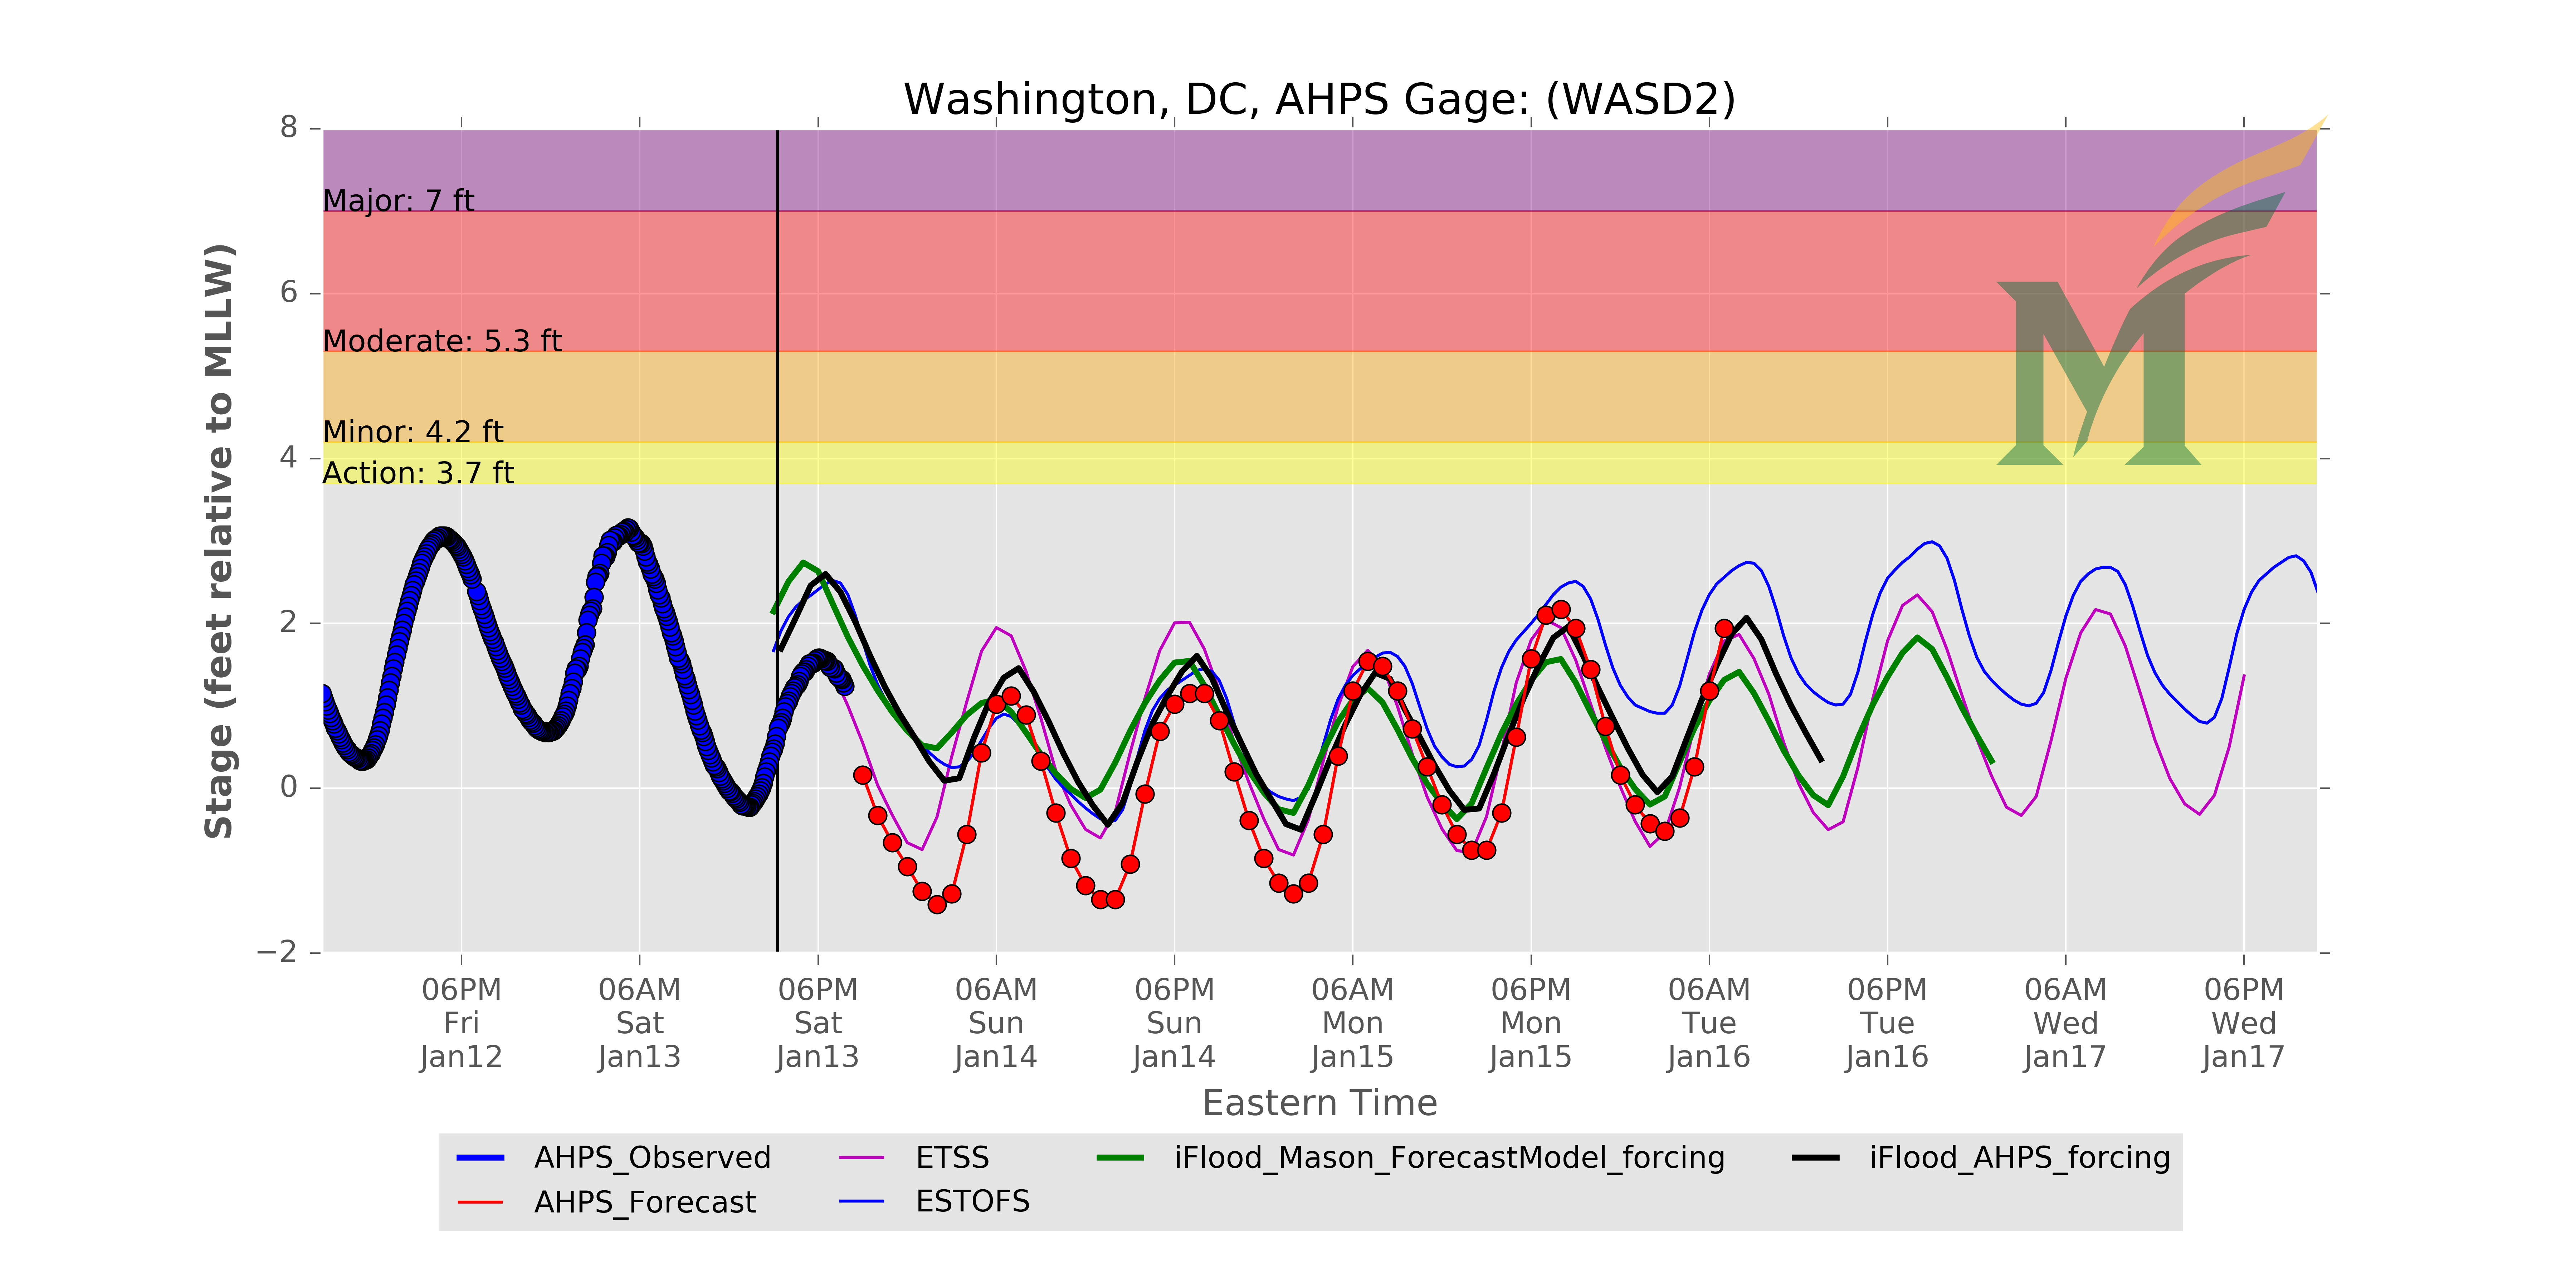 Washington, DC, AHPS Gage: (WASD2)
8
Major: 7 ft
6
Moderate: 5.3 ft
Minor: 4.2 ft
4
Action: 3.7 ft
2
0
−2
Stage (feet relative to MLLW)
06PM 06AM 06PM 06AM 06PM 06AM 06PM 06AM 06PM 06AM 06PM
Fri Sat Sat Sun Sun Mon Mon Tue Tue Wed Wed
Jan12 Jan13 Jan13 Jan14 Jan14 Jan15 Jan15 Jan16 Jan16 Jan17 Jan17
Eastern Time
AHPS_Observed ETSS iFlood_Mason_ForecastModel_forcing iFlood_AHPS_forcing
AHPS_Forecast ESTOFS
M